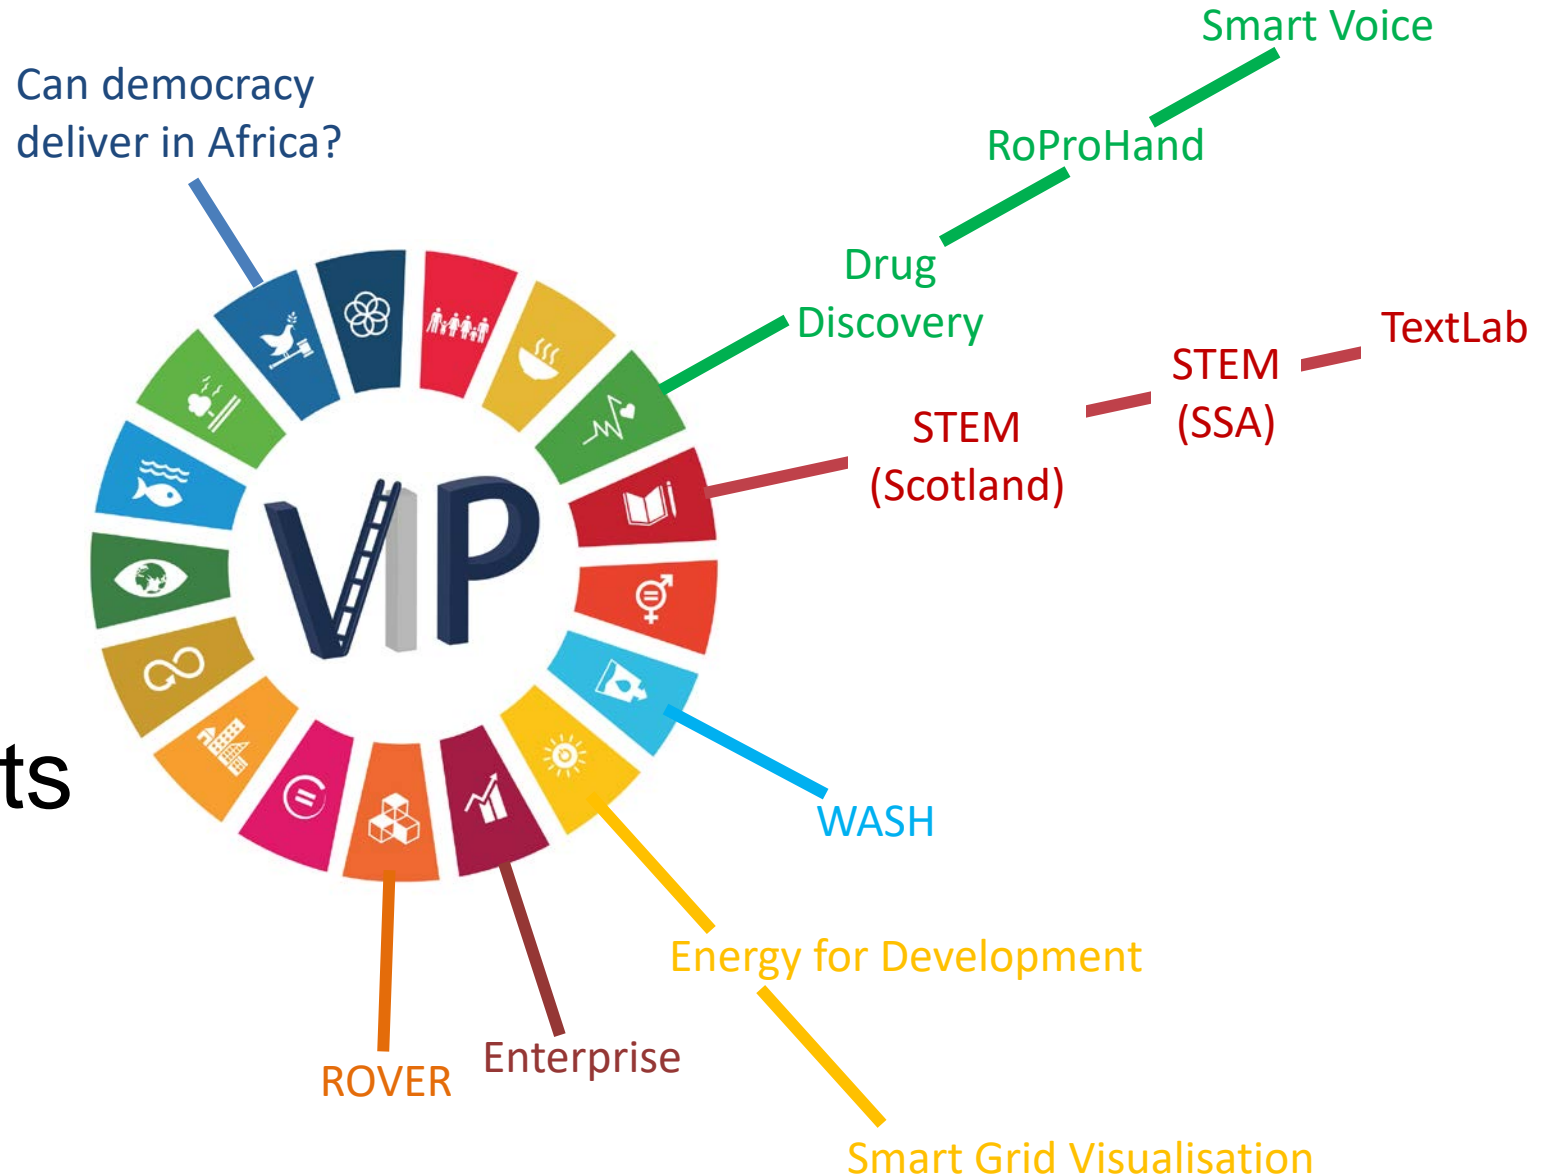 Smart Voice
Can democracy
deliver in Africa?
RoProHand
Drug
Discovery
TextLab
STEM
(SSA)
STEM
(Scotland)
VIP
ts
WASH
Energy for Development
Enterprise
ROVER
Smart Grid Visualisation